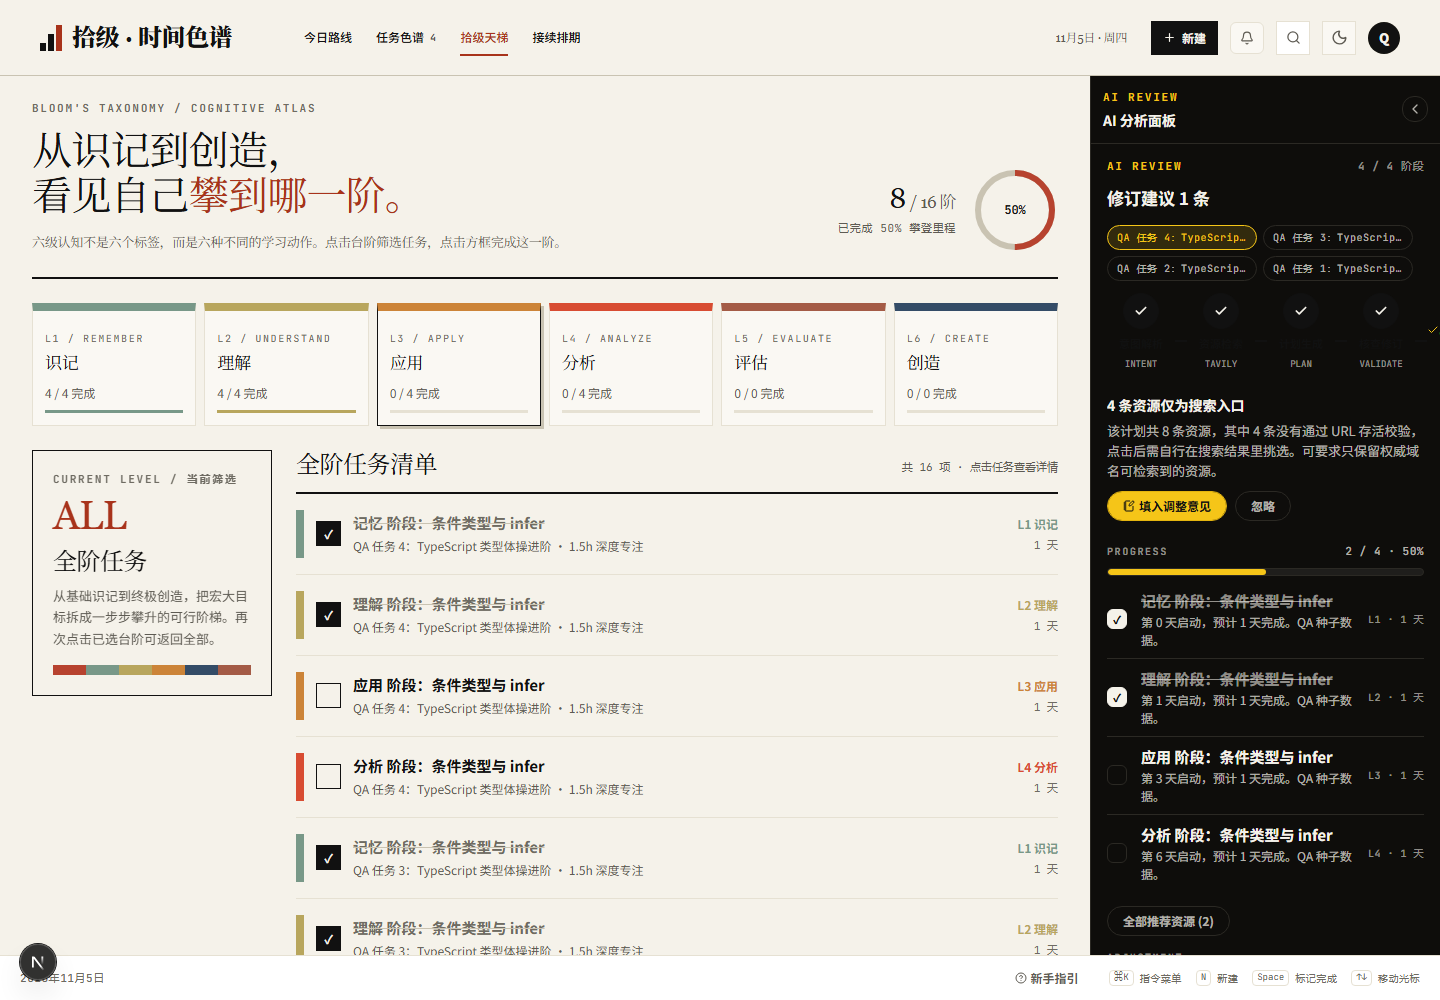 拾级 · 时间色谱
今日路线
任务色谱 4
拾级天梯
接续排期
11月5日 · 周四
+ 新建
Q
BLOOM'S TAXONOMY / COGNITIVE ATLAS
从识记到创造，
看见自己攀到哪一阶。
六级认知不是六个标签，而是六种不同的学习动作。点击台阶筛选任务，点击方框完成这一阶。
8 / 16 阶
已完成 50% 攀登里程
50%
L1 / REMEMBER
识记
4 / 4 完成
L2 / UNDERSTAND
理解
4 / 4 完成
L3 / APPLY
应用
0 / 4 完成
L4 / ANALYZE
分析
0 / 4 完成
L5 / EVALUATE
评估
0 / 0 完成
L6 / CREATE
创造
0 / 0 完成
CURRENT LEVEL / 当前筛选
ALL
全阶任务
从基础识记到终极创造，把宏大目
标拆成一步步攀升的可行阶梯。再
次点击已选台阶可返回全部。
全阶任务清单
共 16 项 · 点击任务查看详情
记忆 阶段：条件类型与 infer
QA 任务 4：TypeScript 类型体操进阶 · 1.5h 深度专注
L1 识记
1 天
理解 阶段：条件类型与 infer
QA 任务 4：TypeScript 类型体操进阶 · 1.5h 深度专注
L2 理解
1 天
应用 阶段：条件类型与 infer
QA 任务 4：TypeScript 类型体操进阶 · 1.5h 深度专注
L3 应用
1 天
分析 阶段：条件类型与 infer
QA 任务 4：TypeScript 类型体操进阶 · 1.5h 深度专注
L4 分析
1 天
记忆 阶段：条件类型与 infer
QA 任务 3：TypeScript 类型体操进阶 · 1.5h 深度专注
L1 识记
1 天
理解 阶段：条件类型与 infer
QA 任务 3：TypeScript 类型体操进阶 · 1.5h 深度专注
L2 理解
1 天
AI REVIEW
AI 分析面板
AI REVIEW
4 / 4 阶段
修订建议 1 条
QA 任务 4：TypeScrip…
QA 任务 3：TypeScrip…
QA 任务 2：TypeScrip…
QA 任务 1：TypeScrip…
INTENT
TAVILY
PLAN
VALIDATE
4 条资源仅为搜索入口
该计划共 8 条资源，其中 4 条没有通过 URL 存活校验，
点击后需自行在搜索结果里挑选。可要求只保留权威域
名可检索到的资源。
填入调整意见
忽略
PROGRESS
2 / 4 · 50%
记忆 阶段：条件类型与 infer
第 0 天启动，预计 1 天完成。QA 种子数
据。
L1 · 1 天
理解 阶段：条件类型与 infer
第 1 天启动，预计 1 天完成。QA 种子数
据。
L2 · 1 天
应用 阶段：条件类型与 infer
第 3 天启动，预计 1 天完成。QA 种子数
据。
L3 · 1 天
分析 阶段：条件类型与 infer
第 6 天启动，预计 1 天完成。QA 种子数
据。
L4 · 1 天
全部推荐资源 (2)
N
年11月5日
新手指引
⌘K 指令菜单
N 新建
Space 标记完成
↑↓ 移动光标